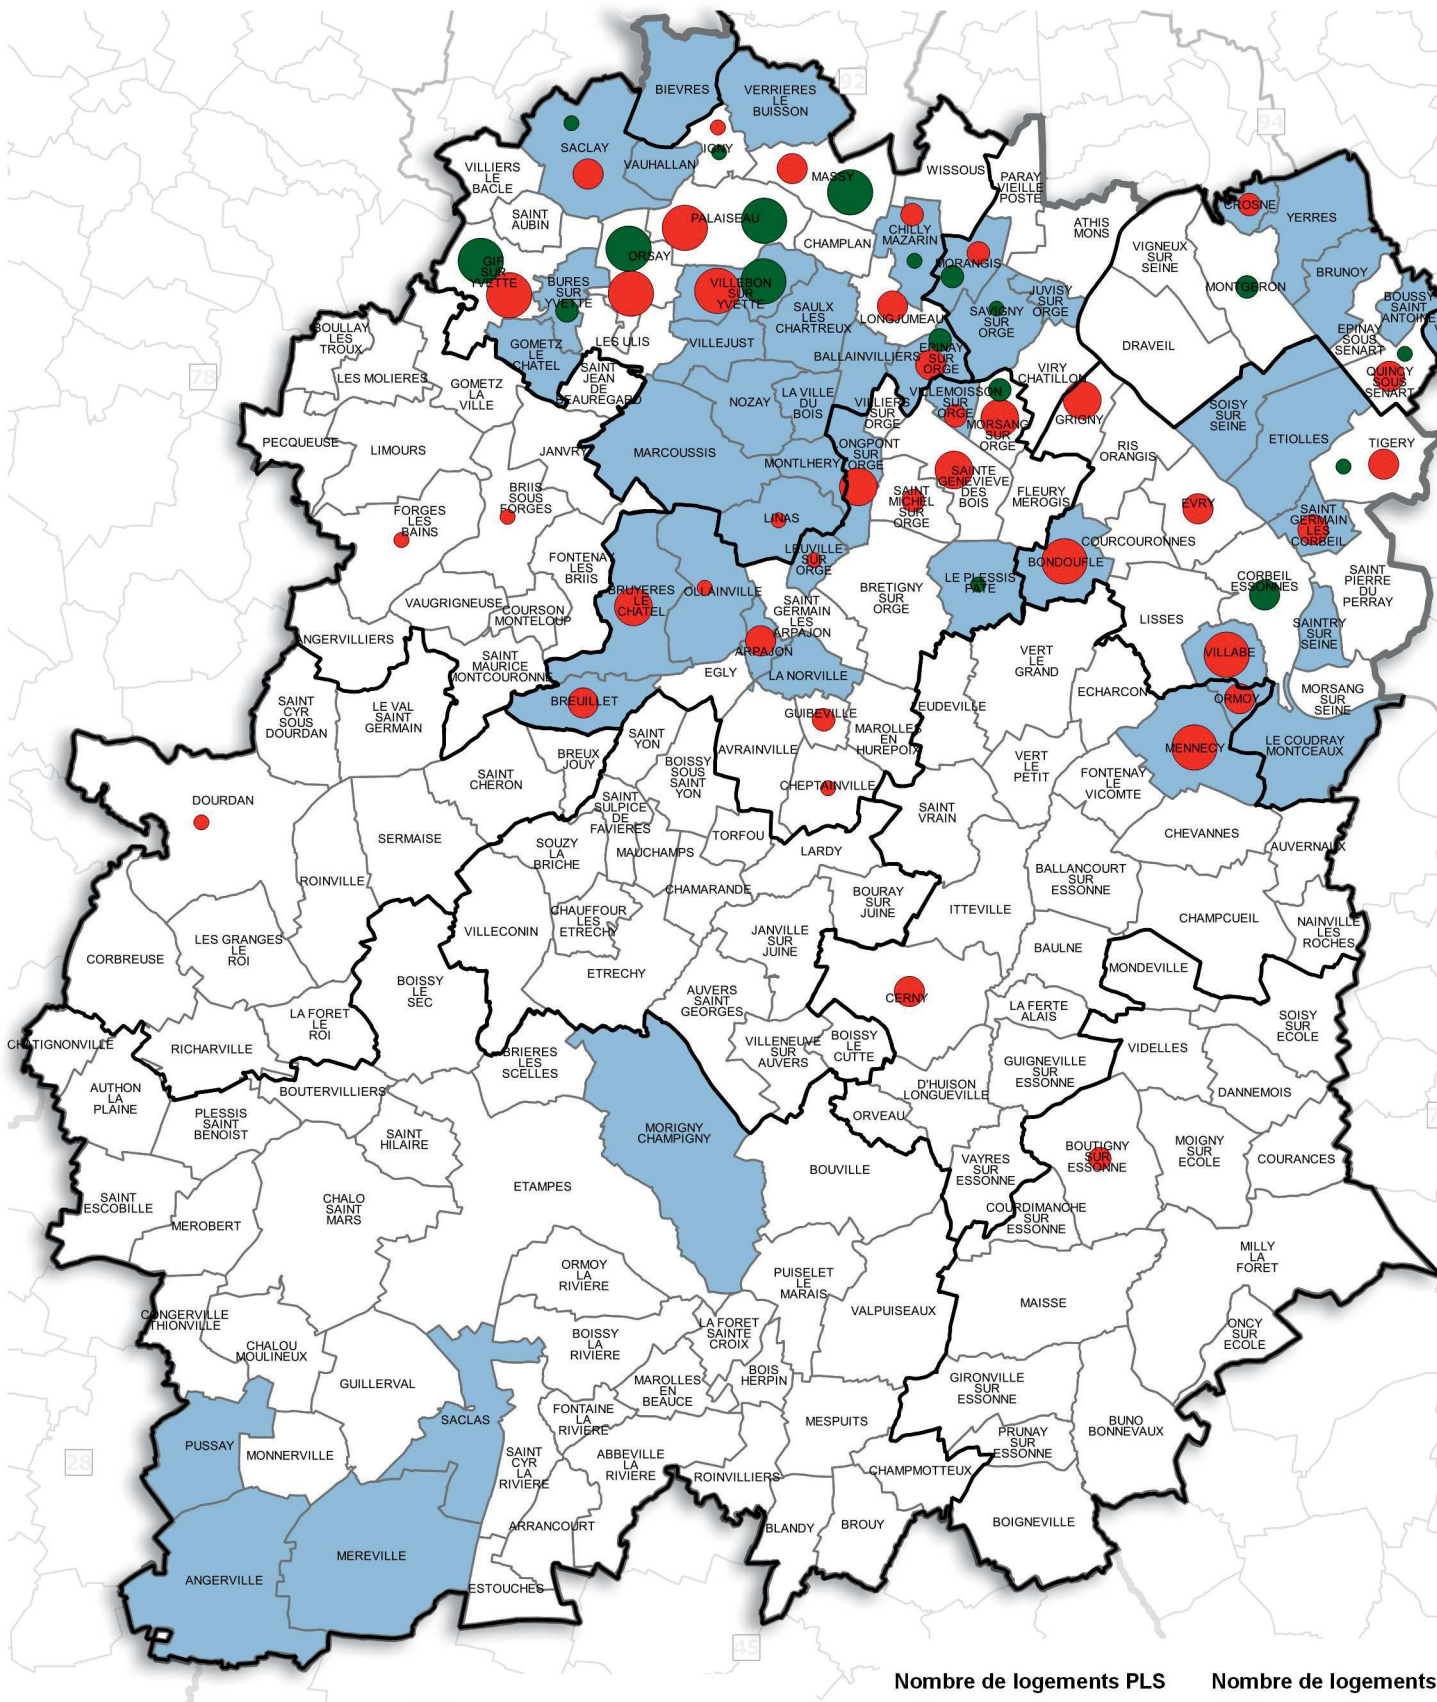 BIEVRES
VERRIERES
LE
BUISSON
92
94
SACLAY
IGNY
VAUHALLAN
VILLIERS
LE
BACLE
MASSY
WISSOUS
PARAY
VIEILLE
POSTE
CROSNE
YERRES
SAINT
AUBIN
PALAISEAU
CHILLY
MAZARIN
ATHIS
MONS
VIGNEUX
SUR
SEINE
CHAMPLAN
ORSAY
MORANGIS
GIF
SUR
YVETTE
BURES
SUR
YVETTE
VILLEBON
SUR
YVETTE
MONTGERON
BRUNOY
BOUSSY
SAINT
ANTOINE
SAULX
LES
CHARTREUX
LONGJUMEAU
SAVIGNY
SUR
ORGE
JUVISY
SUR
ORGE
DRAVEIL
EPINAY
SOUS
SENART
BOULLAY
LES
TROUX
GOMETZ
LE
CHATEL
LES ULIS
VILLEJUST
BALLAINVILLIERS
EPINAY
SUR
ORGE
VIRY
CHATILLON
QUINCY
SOUS
SENART
78
LES MOLIERES
GOMETZ
LA
VILLE
SAINT
JEAN
DE
BEAUREGARD
NOZAY
LA VILLE
DU
BOIS
VILLIERS
SUR
ORGE
VILLEMOISSON
SUR
ORGE
MORSANG
SUR
ORGE
GRIGNY
SOISY
SUR
SEINE
ETIOLLES
TIGERY
PECQUEUSE
LIMOURS
JANVRY
MARCOUSSIS
MONTLHERY
ONGPONT
SUR
ORGE
RIS
ORANGIS
SAINTE
GENEVIEVE
DES
BOIS
SAINT
MICHEL
SUR
ORGE
FLEURY
MEROGIS
EVRY
SAINT
GERMAIN
LES
CORBEIL
BRIIS
SOUS
FORGES
FORGES
LES
BAINS
LINAS
LEUVILLE
SUR
ORGE
COURCOURONNES
BONDOUFLE
FONTENAY
LES
BRIIS
BRUYERES
LE
CHATEL
OLLAINVILLE
BRETIGNY
SUR
ORGE
LE PLESSIS
PATE
CORBEIL
ESSONNES
SAINT
PIERRE
DU
PERRAY
VAUGRIGNEUSE
COURSON
MONTELOUP
SAINT
GERMAIN
LES
ARPAJON
LISSES
SAINTRY
SUR
SEINE
ANGERVILLIERS
ARPAJON
VILLABE
SAINT
MAURICE
MONTCOURONNE
EGLY
LA NORVILLE
VERT
LE
GRAND
ECHARCON
ORMOY
MORSANG
SUR
SEINE
SAINT
CYR
SOUS
DOURDAN
LE VAL
SAINT
GERMAIN
BREUILLET
GUIBEVILLE
EUDEVILLE
SAINT
YON
AVRAINVILLE
MAROLLES
EN
HUREPOIX
MENNECY
LE COUDRAY
MONTCEAUX
BREUX
JOUY
BOISSY
SOUS
SAINT
YON
VERT
LE
PETIT
FONTENAY
LE
VICOMTE
SAINT
CHERON
CHEPTAINVILLE
DOURDAN
SAINT
SULPICE
DE
FAVIERES
SAINT
VRAIN
CHEVANNES
AUVERNAUX
SERMAISE
SOUZY
LA
BRICHE
MAUCHAMPS
TORFOU
LARDY
BALLANCOURT
SUR
ESSONNE
ROINVILLE
CHAMARANDE
BOURAY
SUR
JUINE
ITTEVILLE
CHAMPCUEIL
NAINVILLE
LES
ROCHES
CHAUFFOUR
LES
ETRECHY
VILLECONIN
JANVILLE
SUR
JUINE
BAULNE
LES GRANGES
LE
ROI
CORBREUSE
ETRECHY
MONDEVILLE
BOISSY
LE
SEC
AUVERS
SAINT
GEORGES
CERNY
LA FERTE
ALAIS
SOISY
SUR
ECOLE
LA FORET
LE
ROI
CHATIGNONVILLE
RICHARVILLE
BRIERES
LES
SCELLES
VILLENEUVE
SUR
AUVERS
BOISSY
LE
CUTTE
GUIGNEVILLE
SUR
ESSONNE
VIDELLES
AUTHON
LA
PLAINE
BOUTERVILLIERS
D'HUISON
LONGUEVILLE
DANNEMOIS
PLESSIS
SAINT
BENOIST
ORVEAU
SAINT
HILAIRE
MORIGNY
CHAMPIGNY
BOUVILLE
VAYRES
SUR
ESSONNE
BOUTIGNY
SUR
ESSONNE
MOIGNY
SUR
ECOLE
COURANCES
SAINT
ESCOBILLE
ETAMPES
CHALO
SAINT
MARS
MEROBERT
COURDIMANCHE
SUR
ESSONNE
MILLY
LA
FORET
ORMOY
LA
RIVIERE
PUISELET
LE
MARAIS
VALPUISEAUX
MAISSE
CONGERVILLE
THIONVILLE
CHALOU
MOULINEUX
BOISSY
LA
RIVIERE
LA FORET
SAINTE
CROIX
ONCY
SUR
ECOLE
GUILLERVAL
MAROLLES
EN
BEAUCE
BOIS
HERPIN
GIRONVILLE
SUR
ESSONNE
SACLAS
FONTAINE
LA
RIVIERE
MESPUITS
BUNO
BONNEVAUX
PUSSAY
MONNERVILLE
SAINT
CYR
LA
RIVIERE
ABBEVILLE
LA
RIVIERE
PRUNAY
SUR
ESSONNE
28
ROINVILLIERS
CHAMPMOTTEUX
ARRANCOURT
BLANDY
BROUY
BOIGNEVILLE
MEREVILLE
ANGERVILLE
ESTOUCHES
45
Nombre de logements PLS
Nombre de logements